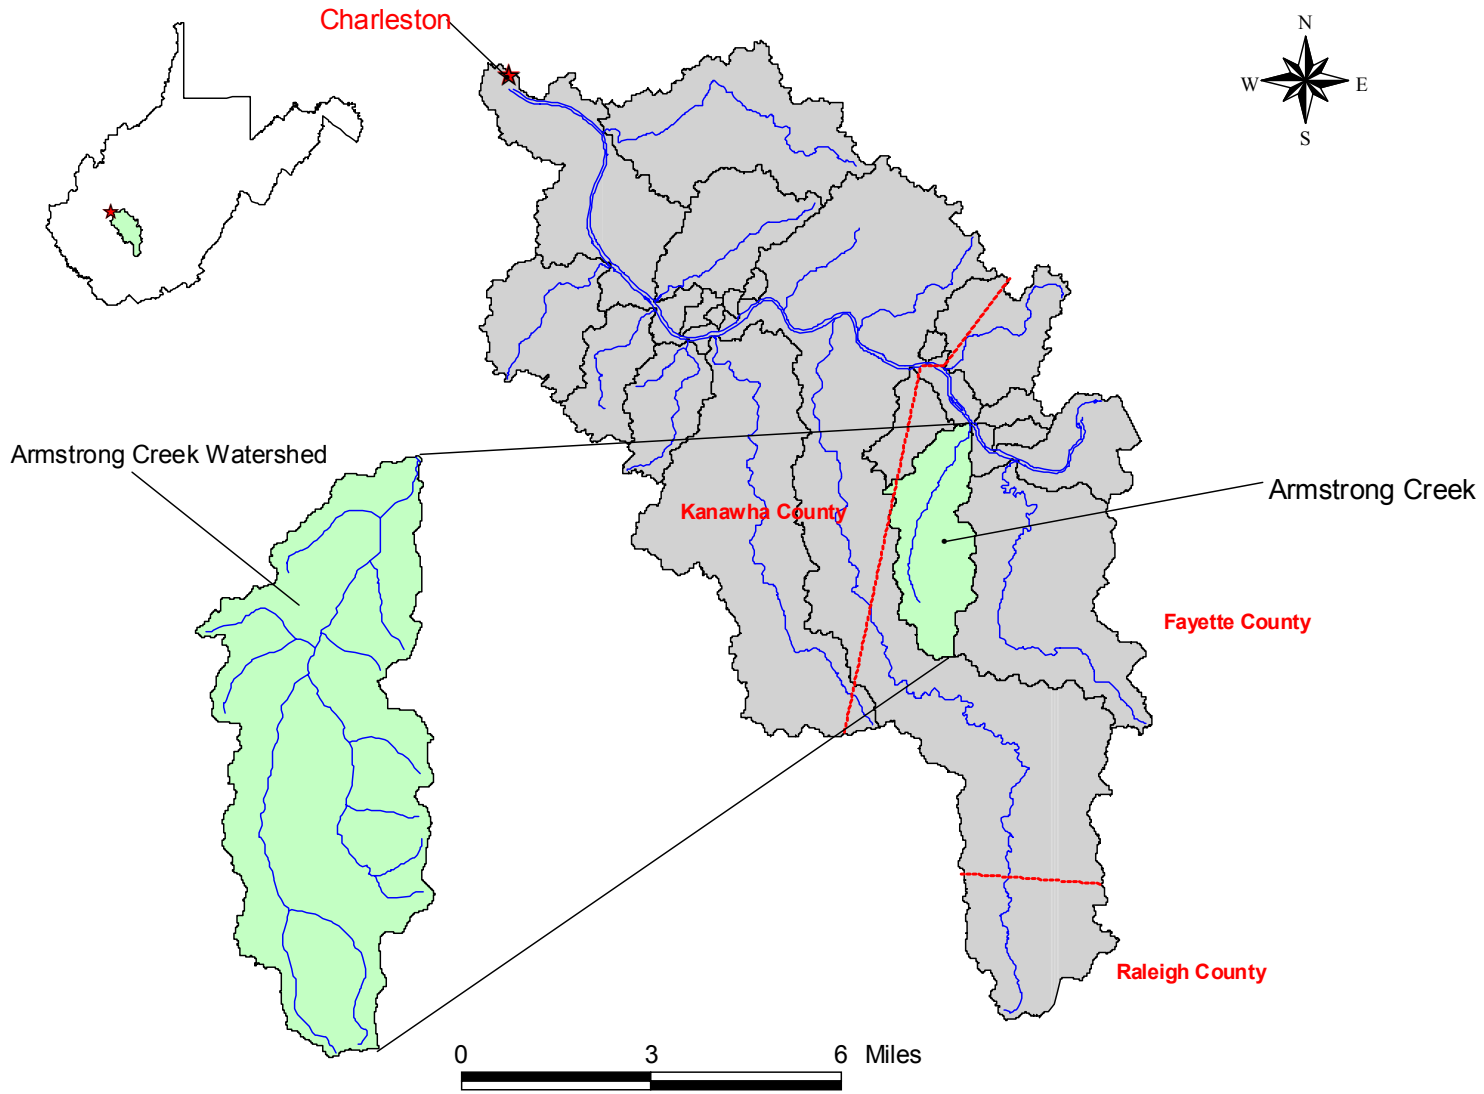 Charleston
N
W
E
S
Armstrong Creek Watershed
Armstrong Creek
Kanawha County
Fayette County
Raleigh County
0 3 6 Miles